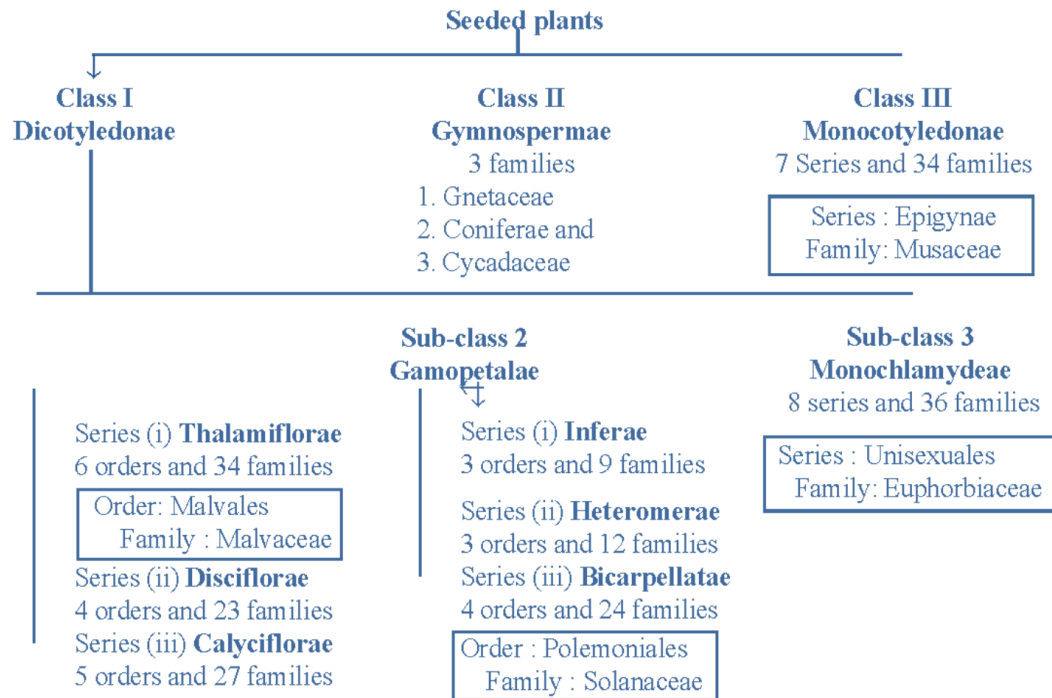 Seeded plants
Class I
Dicotyledonae
Class II
Gymnospermae
3 families
1. Gnetaceae
2. Coniferae and
3. Cycadaceae
Class III
Monocotyledonae
7 Series and 34 families
Series : Epigynae
Family: Musaceae
Series (i) Thalamiflorae
6 orders and 34 families
Order: Malvales
Family : Malvaceae
Series (ii) Disciflorae
4 orders and 23 families
Series (iii) Calyciflorae
5 orders and 27 families
Sub-class 2
Gamopetalae
Series (i) Inferae
3 orders and 9 families
Series (ii) Heteromerae
3 orders and 12 families
Series (iii) Bicarpellatae
4 orders and 24 families
Order : Polemoniales
Family : Solanaceae
Sub-class 3
Monochlamydeae
8 series and 36 families
Series : Unisexuales
Family: Euphorbiaceae